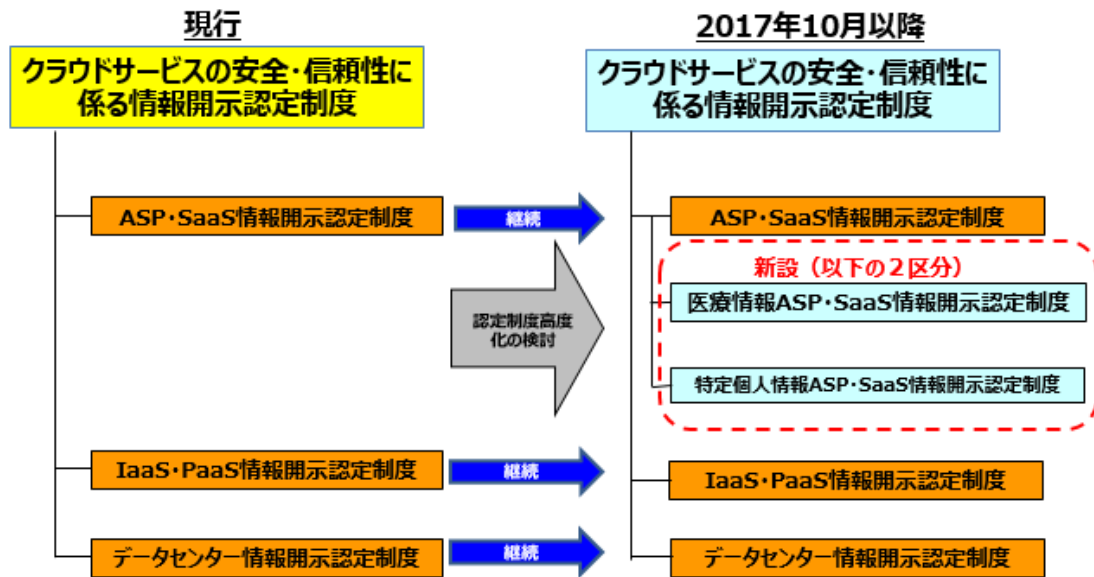 現行
クラウドサービスの安全・信頼性に
係る情報開示認定制度
ASP・SaaS情報開示認定制度
IaaS・PaaS情報開示認定制度
データセンター情報開示認定制度
継続
認定制度高度
化の検討
継続
継続
2017年10月以降
クラウドサービスの安全・信頼性に
係る情報開示認定制度
ASP・SaaS情報開示認定制度
新設（以下の２区分）
医療情報ASP・SaaS情報開示認定制度
特定個人情報ASP・SaaS情報開示認定制度
IaaS・PaaS情報開示認定制度
データセンター情報開示認定制度